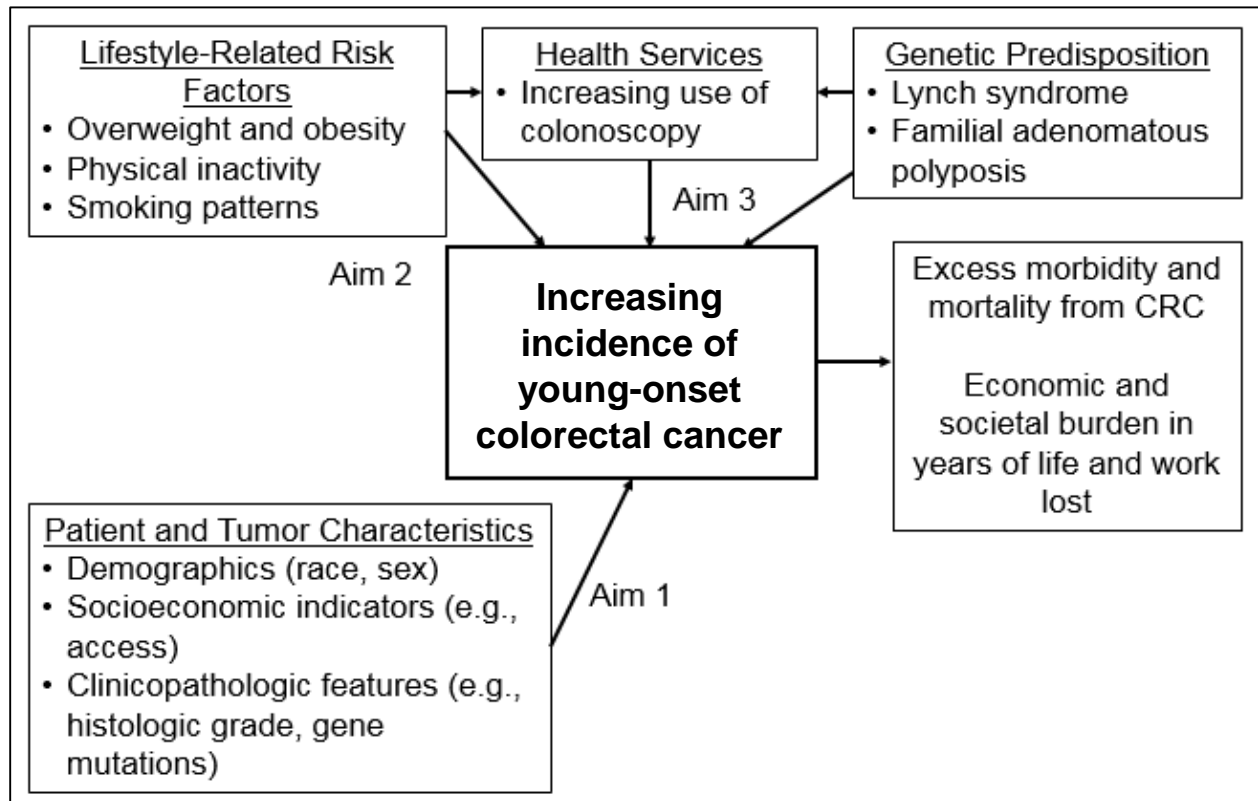 Lifestyle-Related Risk
Factors
• Overweight and obesity
• Physical inactivity
• Smoking patterns
Health Services
• Increasing use of
colonoscopy
Genetic Predisposition
• Lynch syndrome
• Familial adenomatous
polyposis
Aim 3
Aim 2
Increasing
incidence of
young-onset
colorectal cancer
Excess morbidity and
mortality from CRC
Economic and
societal burden in
years of life and work
lost
Patient and Tumor Characteristics
• Demographics (race, sex)
• Socioeconomic indicators (e.g.,
access)
• Clinicopathologic features (e.g.,
histologic grade, gene
mutations)
Aim 1